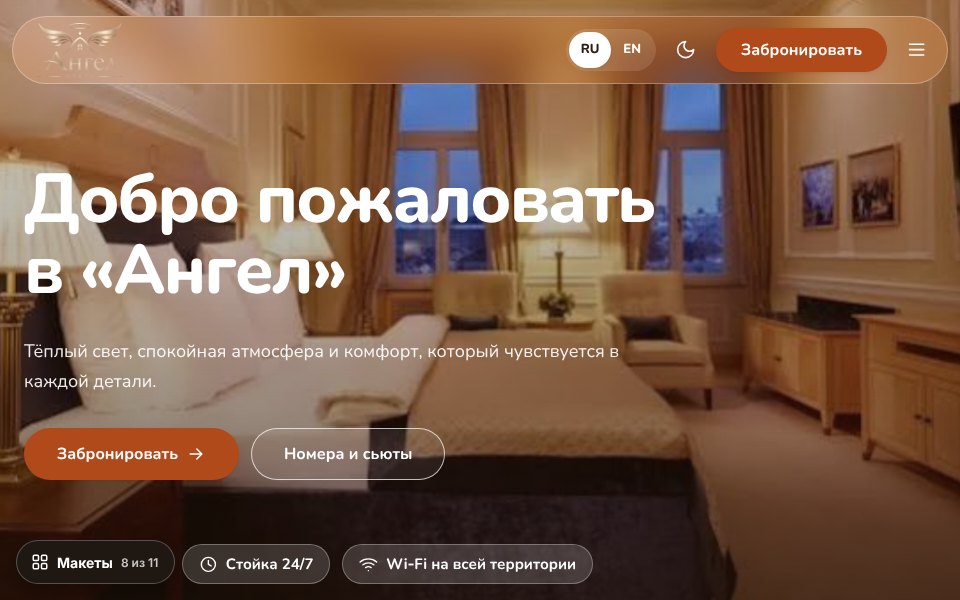 Ангел
RU
EN
Забронировать
Добро пожаловать
в «Ангел»
Тёплый свет, спокойная атмосфера и комфорт, который чувствуется в
каждой детали.
Забронировать →
Номера и сьюты
Макеты 8 из 11
Стойка 24/7
Wi-Fi на всей территории